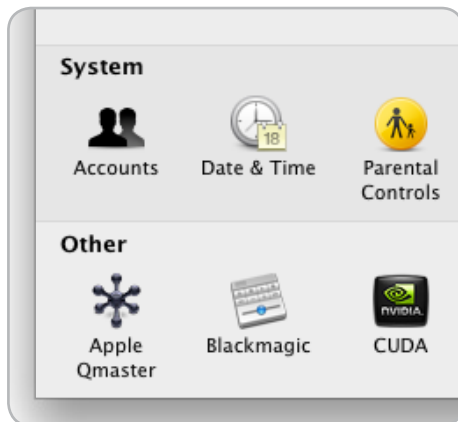 System
18
Accounts
Date & Time
Parental
Controls
Other
NVIDIA.
Apple
Qmaster
Blackmagic
CUDA